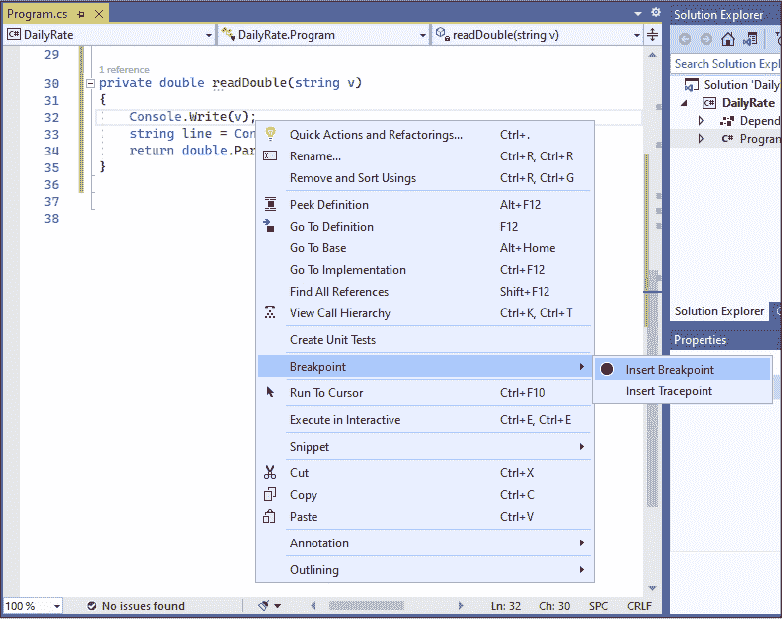 Program.cs
DailyRate
DailyRate.Program
readDouble(string v)
29
1 reference
30 private double readDouble(string v)
31 {
32 Console.Write(v);
33 string line = Con
34 return double.Par
35 }
36
37
38
Quick Actions and Refactorings... Ctrl+.
Rename... Ctrl+R, Ctrl+R
Remove and Sort Usings Ctrl+R, Ctrl+G
Peek Definition Alt+F12
Go To Definition F12
Go To Base Alt+Home
Go To Implementation Ctrl+F12
Find All References Shift+F12
View Call Hierarchy Ctrl+K, Ctrl+T
Create Unit Tests
Breakpoint
Insert Breakpoint
Insert Tracepoint
Run To Cursor Ctrl+F10
Execute in Interactive Ctrl+E, Ctrl+E
Snippet
Cut Ctrl+X
Copy Ctrl+C
Paste Ctrl+V
Annotation
Outlining
100 % No issues found Ln: 32 Ch: 30 SPC CRLF
Solution Explorer
Search Solution Expl
Solution 'Daily
C# DailyRate
Depend
C# Program
Solution Explorer
Properties